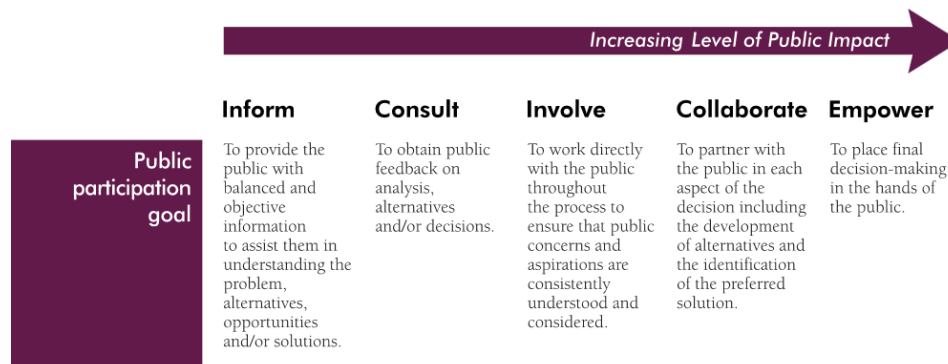 Increasing Level of Public Impact
Inform
Consult
Involve
Collaborate
Empower
Public
participation
goal
To provide the
public with
balanced and
objective
information
to assist them in
understanding the
problem,
alternatives,
opportunities
and/or solutions.
To obtain public
feedback on
analysis,
alternatives
and/or decisions.
To work directly
with the public
throughout
the process to
ensure that public
concerns and
aspirations are
consistently
understood and
considered.
To partner with
the public in each
aspect of the
decision including
the development
of alternatives and
the identification
of the preferred
solution.
To place final
decision-making
in the hands of
the public.